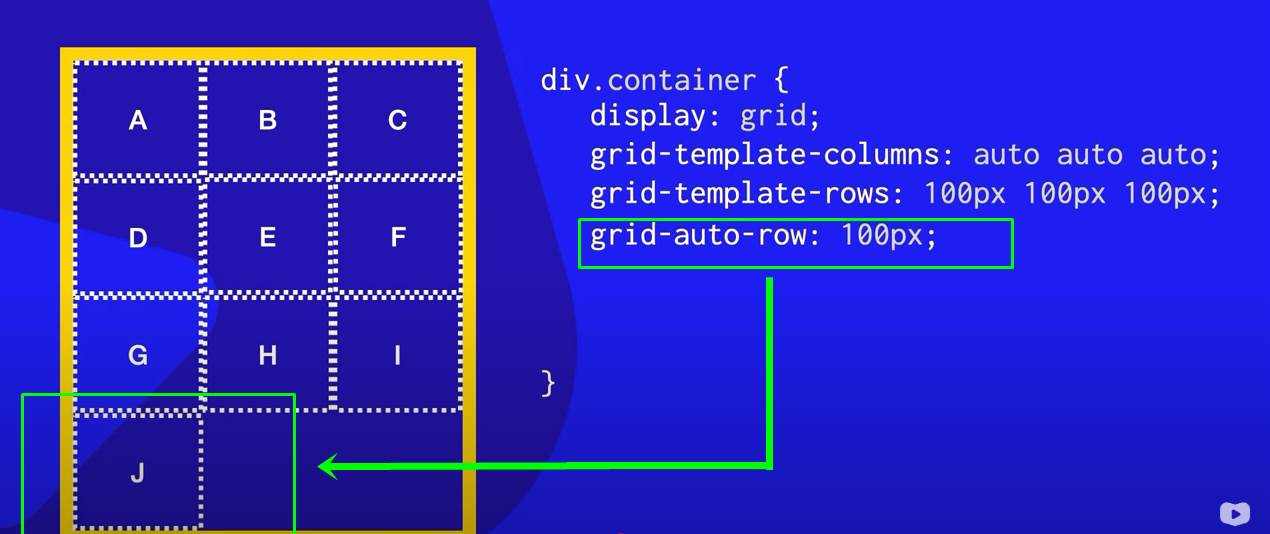 A B C
D E F
G H I
J
div.container {
display: grid;
grid-template-columns: auto auto auto;
grid-template-rows: 100px 100px 100px;
grid-auto-row: 100px;
}